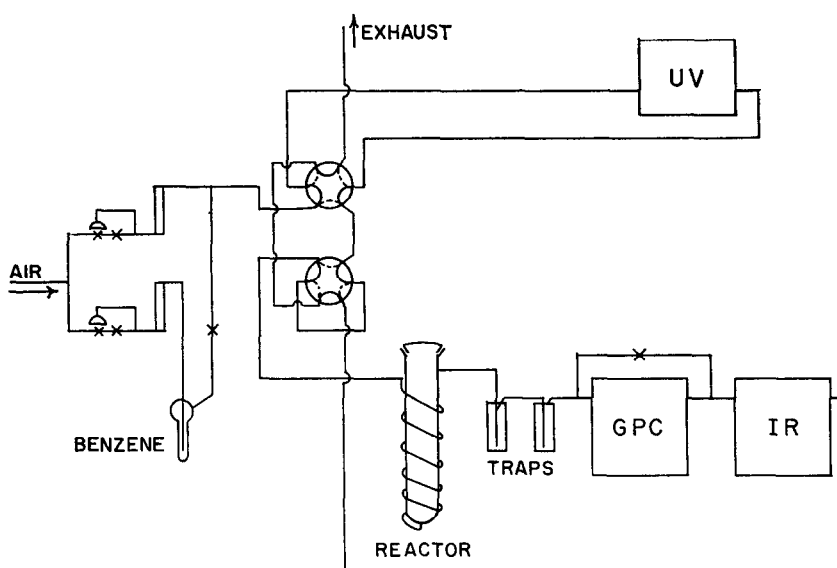 EXHAUST
UV
AIR
BENZENE
REACTOR
TRAPS
GPC
IR